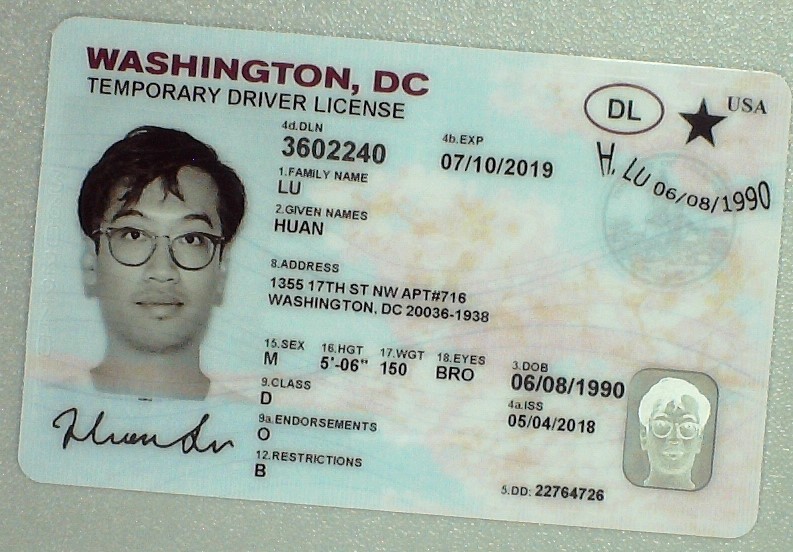 WASHINGTON, DC
TEMPORARY DRIVER LICENSE
DL
USA
4d.DLN
3602240
4b.EXP
07/10/2019
H. LU 06/08/1990
1.FAMILY NAME
LU
2.GIVEN NAMES
HUAN
8.ADDRESS
1355 17TH ST NW APT#716
WASHINGTON, DC 20036-1938
15.SEX 16.HGT 17.WGT 18.EYES
M 5'-06" 150 BRO
3.DOB
06/08/1990
9.CLASS
D
4a.ISS
05/04/2018
9a.ENDORSEMENTS
O
12.RESTRICTIONS
B
Huan Lu
5.DD: 22764726